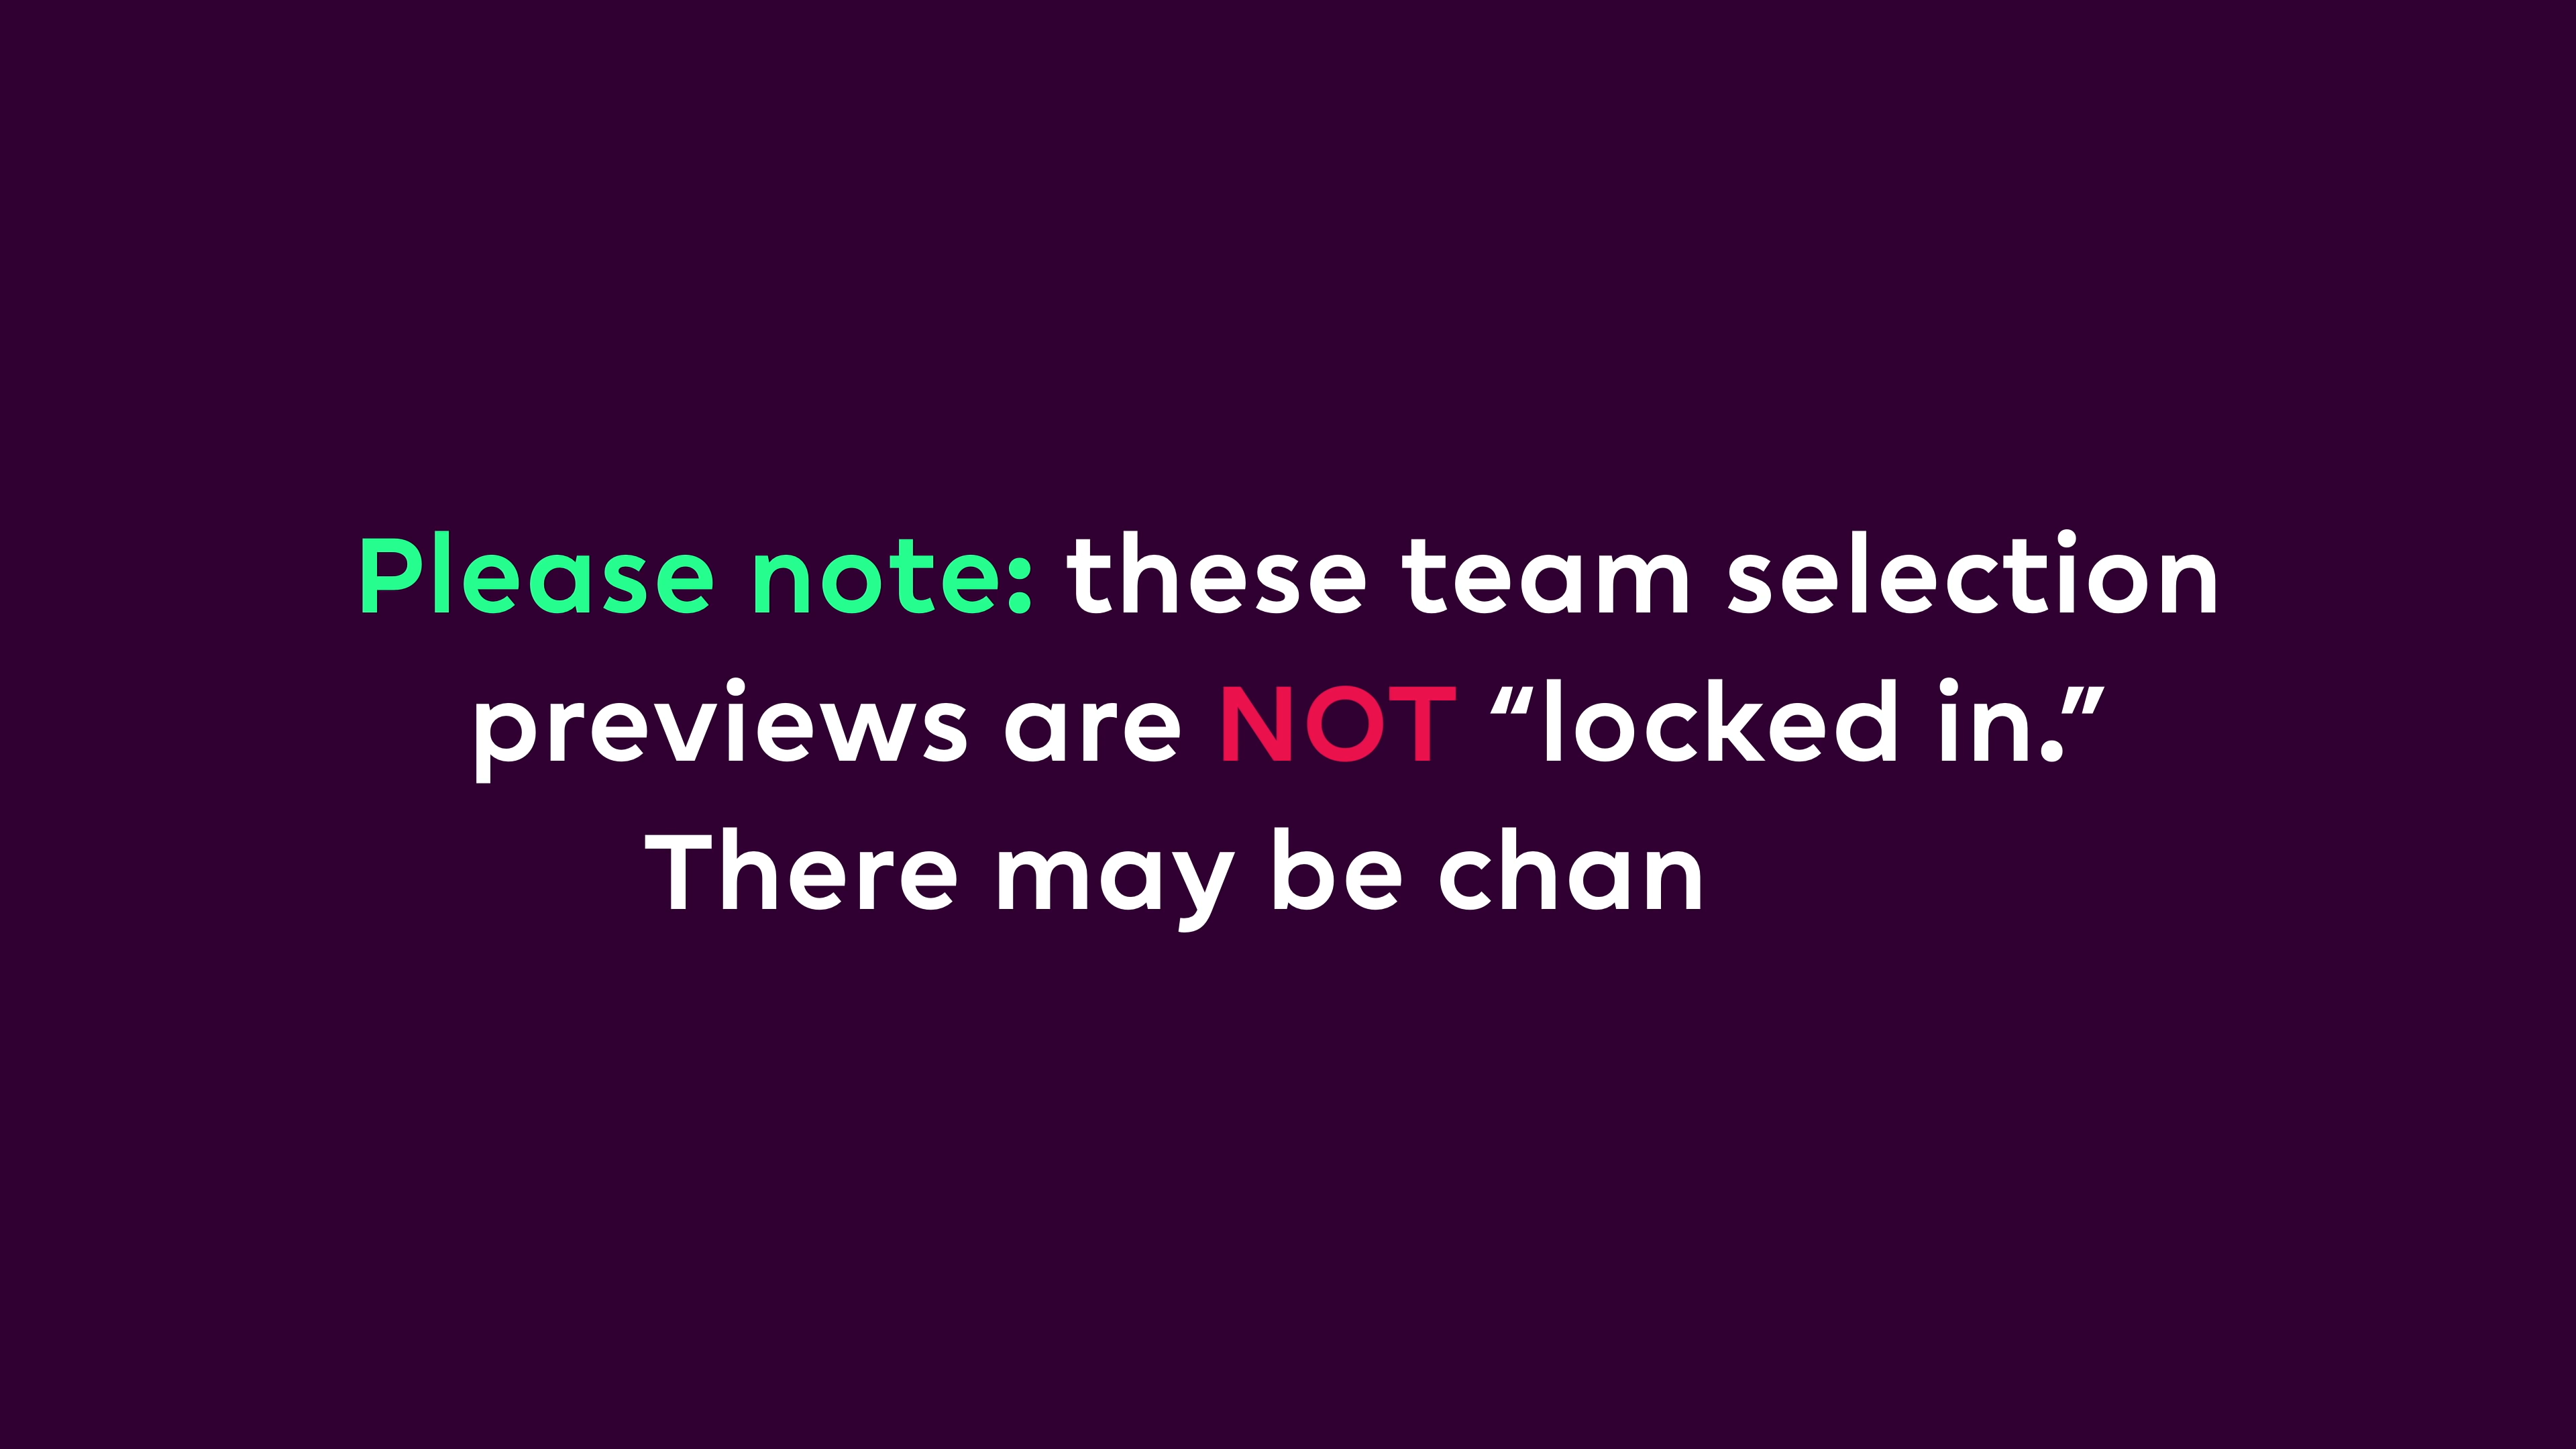 Please note: these team selection
previews are NOT “locked in.”
There may be chan